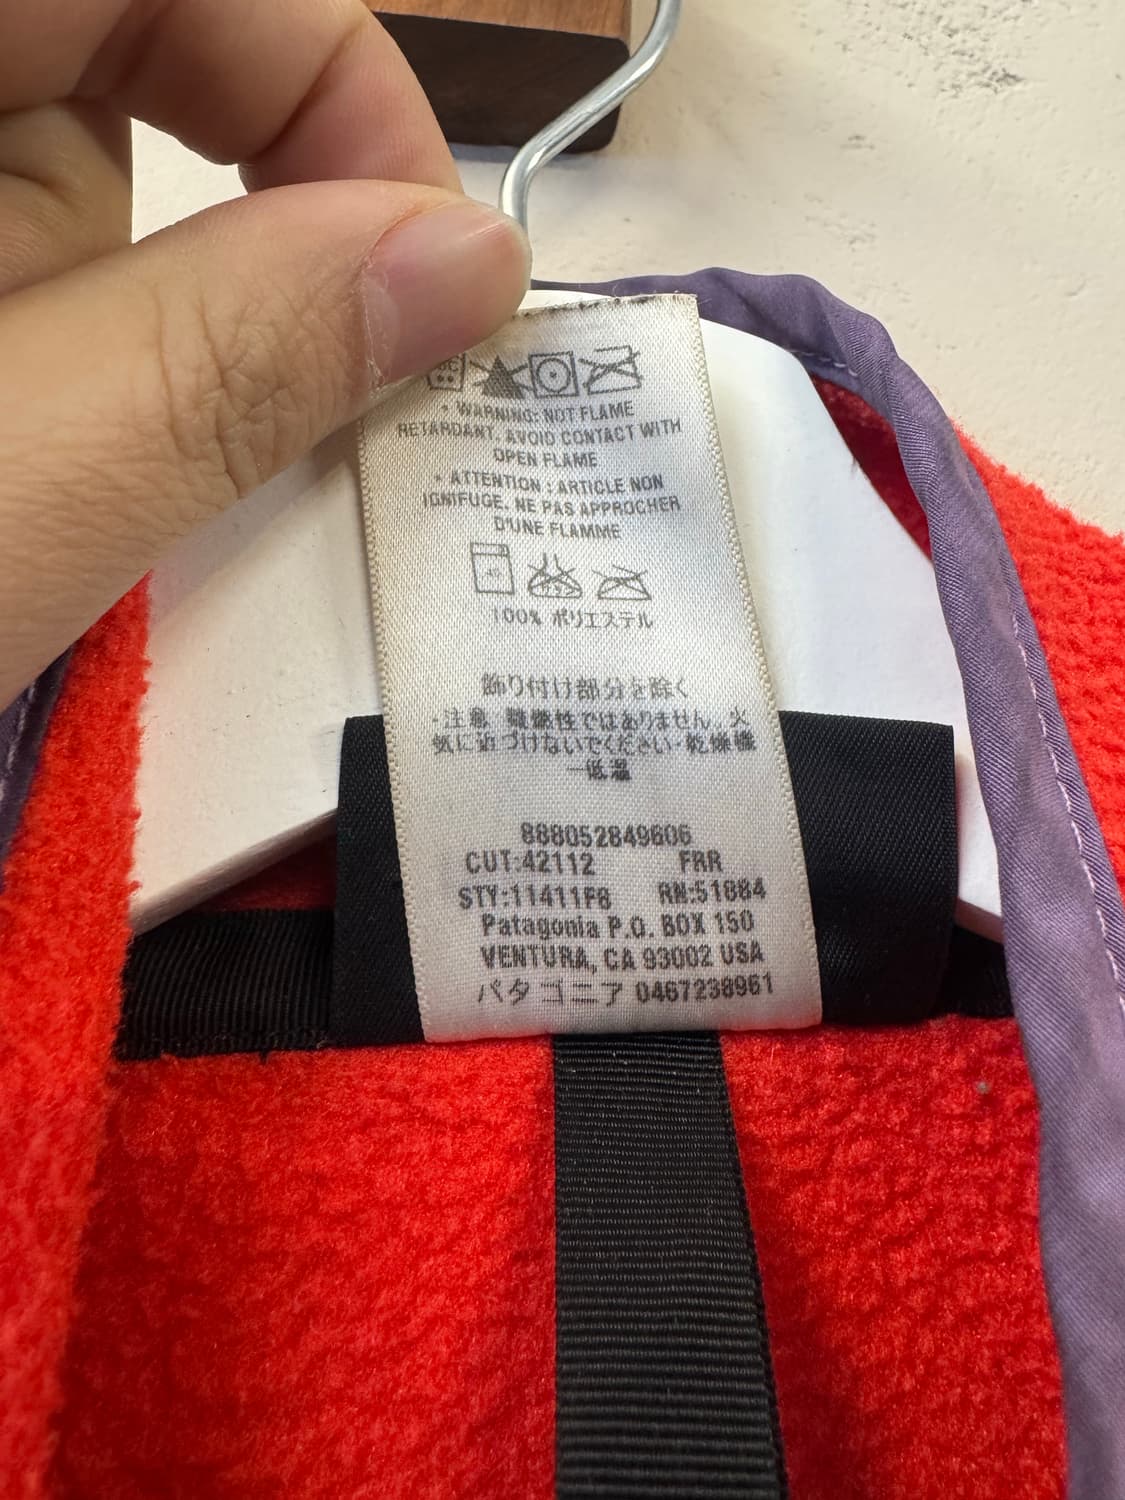 • WARNING: NOT FLAME
RETARDANT. AVOID CONTACT WITH
OPEN FLAME
• ATTENTION : ARTICLE NON
IGNIFUGE. NE PAS APPROCHER
D'UNE FLAMME
100% ポリエステル
飾り付け部分を除く
・注意 難燃性ではありません。火
気に近づけないでください・乾燥機
一低温
888052849606
CUT:42112 FRR
STY:11411F8 RN:51884
Patagonia P.O. BOX 150
VENTURA, CA 93002 USA
パタゴニア 0467238961